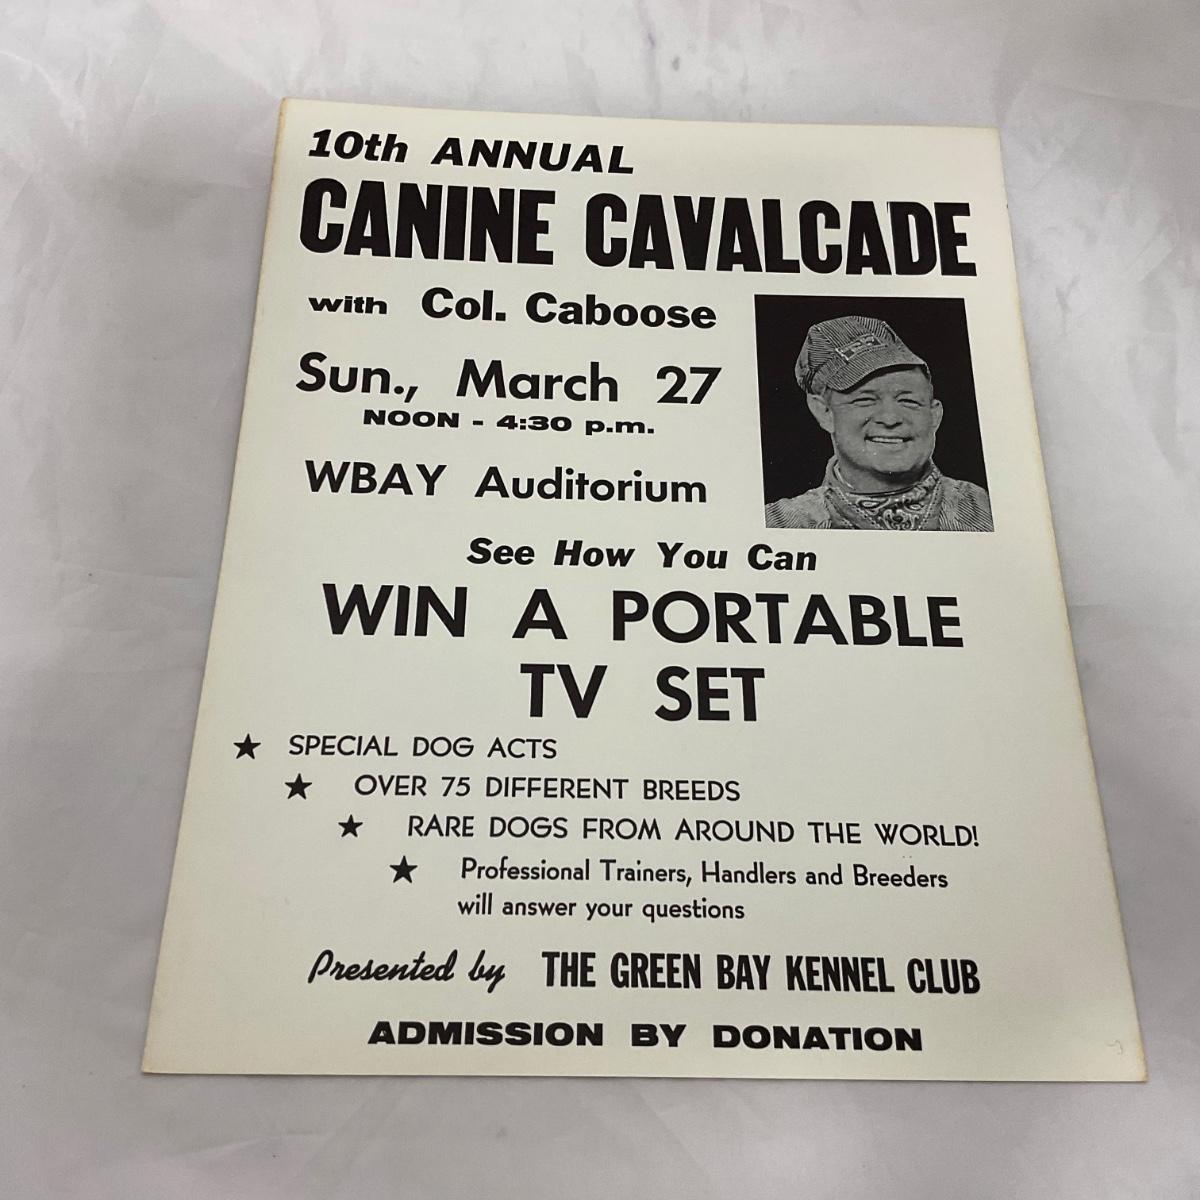 10th ANNUAL
CANINE CAVALCADE
with Col. Caboose
Sun., March 27
NOON - 4:30 p.m.
WBAY Auditorium
See How You Can
WIN A PORTABLE
TV SET
★ SPECIAL DOG ACTS
★ OVER 75 DIFFERENT BREEDS
★ RARE DOGS FROM AROUND THE WORLD!
★ Professional Trainers, Handlers and Breeders
will answer your questions
Presented by THE GREEN BAY KENNEL CLUB
ADMISSION BY DONATION